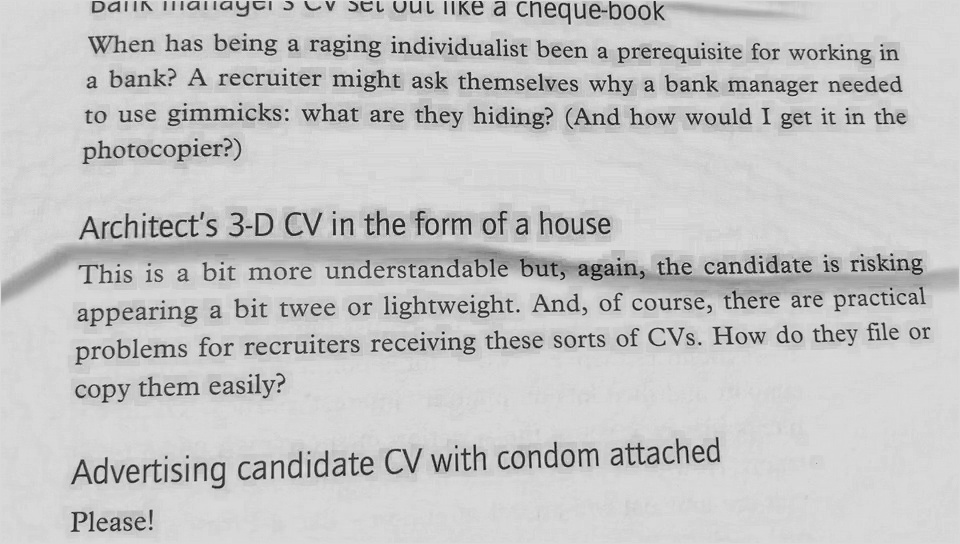 Bank manager's CV set out like a cheque-book
When has being a raging individualist been a prerequisite for working in
a bank? A recruiter might ask themselves why a bank manager needed
to use gimmicks: what are they hiding? (And how would I get it in the
photocopier?)
Architect's 3-D CV in the form of a house
This is a bit more understandable but, again, the candidate is risking
appearing a bit twee or lightweight. And, of course, there are practical
problems for recruiters receiving these sorts of CVs. How do they file or
copy them easily?
Advertising candidate CV with condom attached
Please!